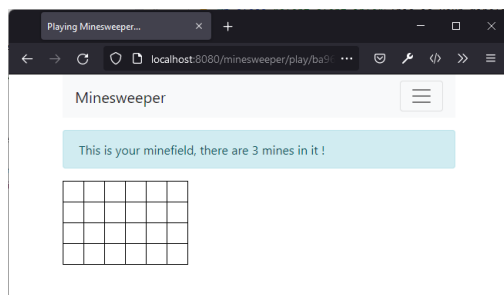 Playing Minesweeper...
localhost:8080/minesweeper/play/ba9
Minesweeper
This is your minefield, there are 3 mines in it !